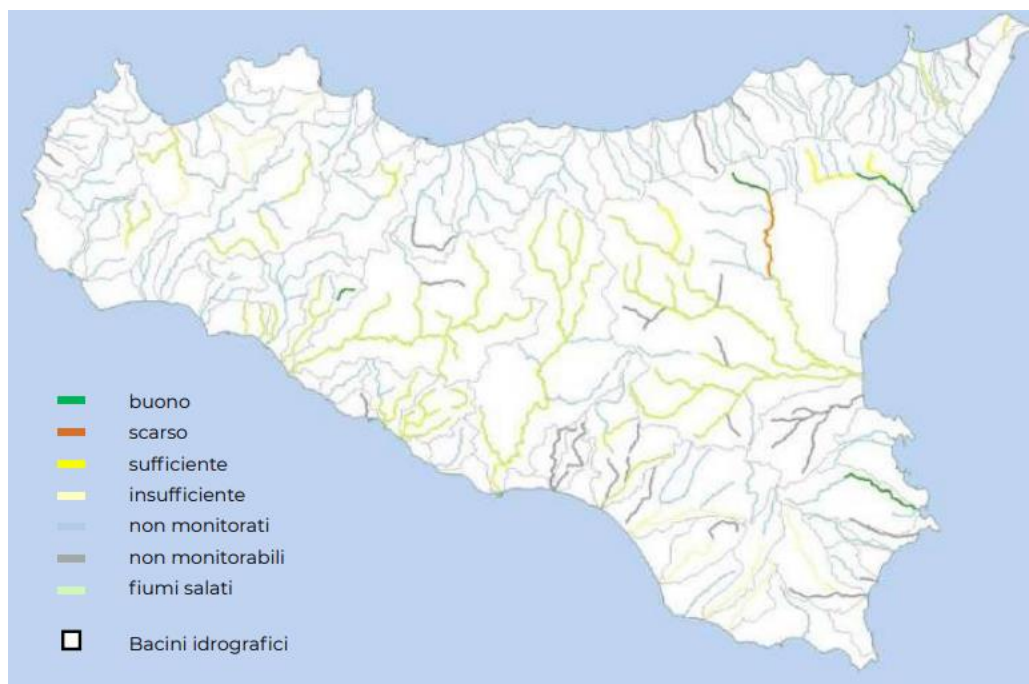 buono
scarso
sufficiente
insufficiente
non monitorati
non monitorabili
fiumi salati
Bacini idrografici